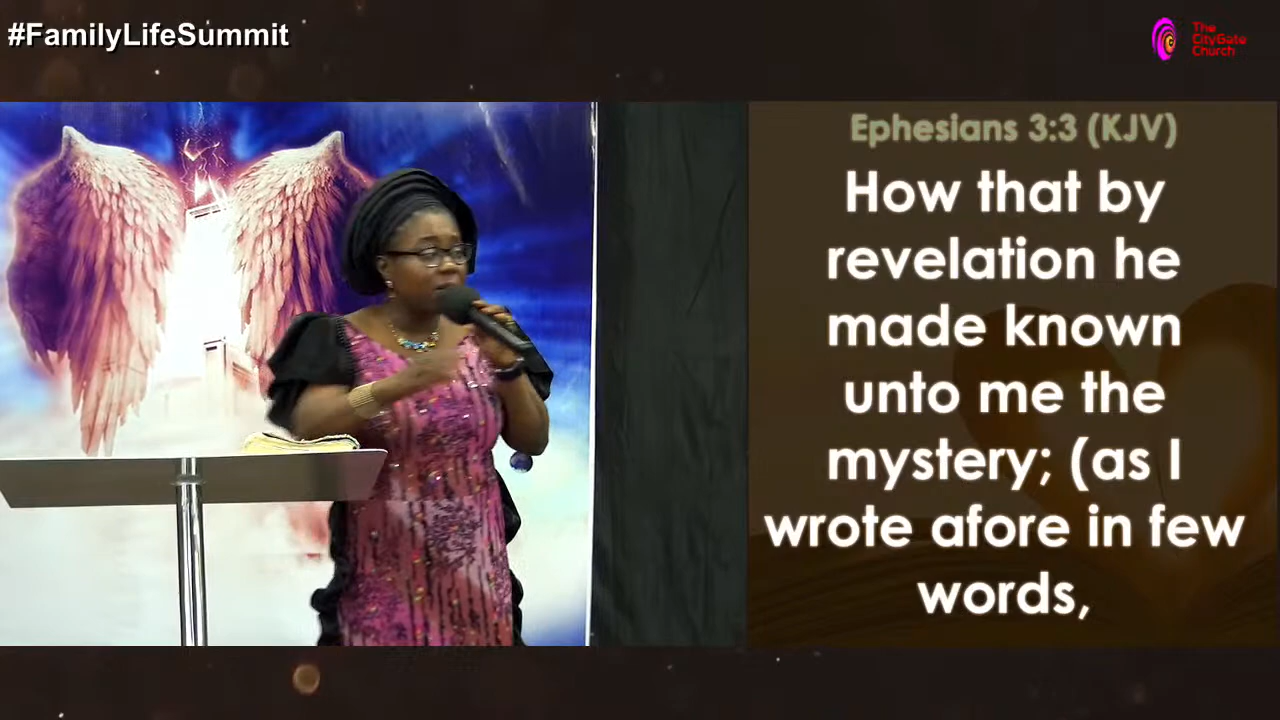 #FamilyLifeSummit
The
CityGate
Church
Ephesians 3:3 (KJV)
How that by
revelation he
made known
unto me the
mystery; (as I
wrote afore in few
words,